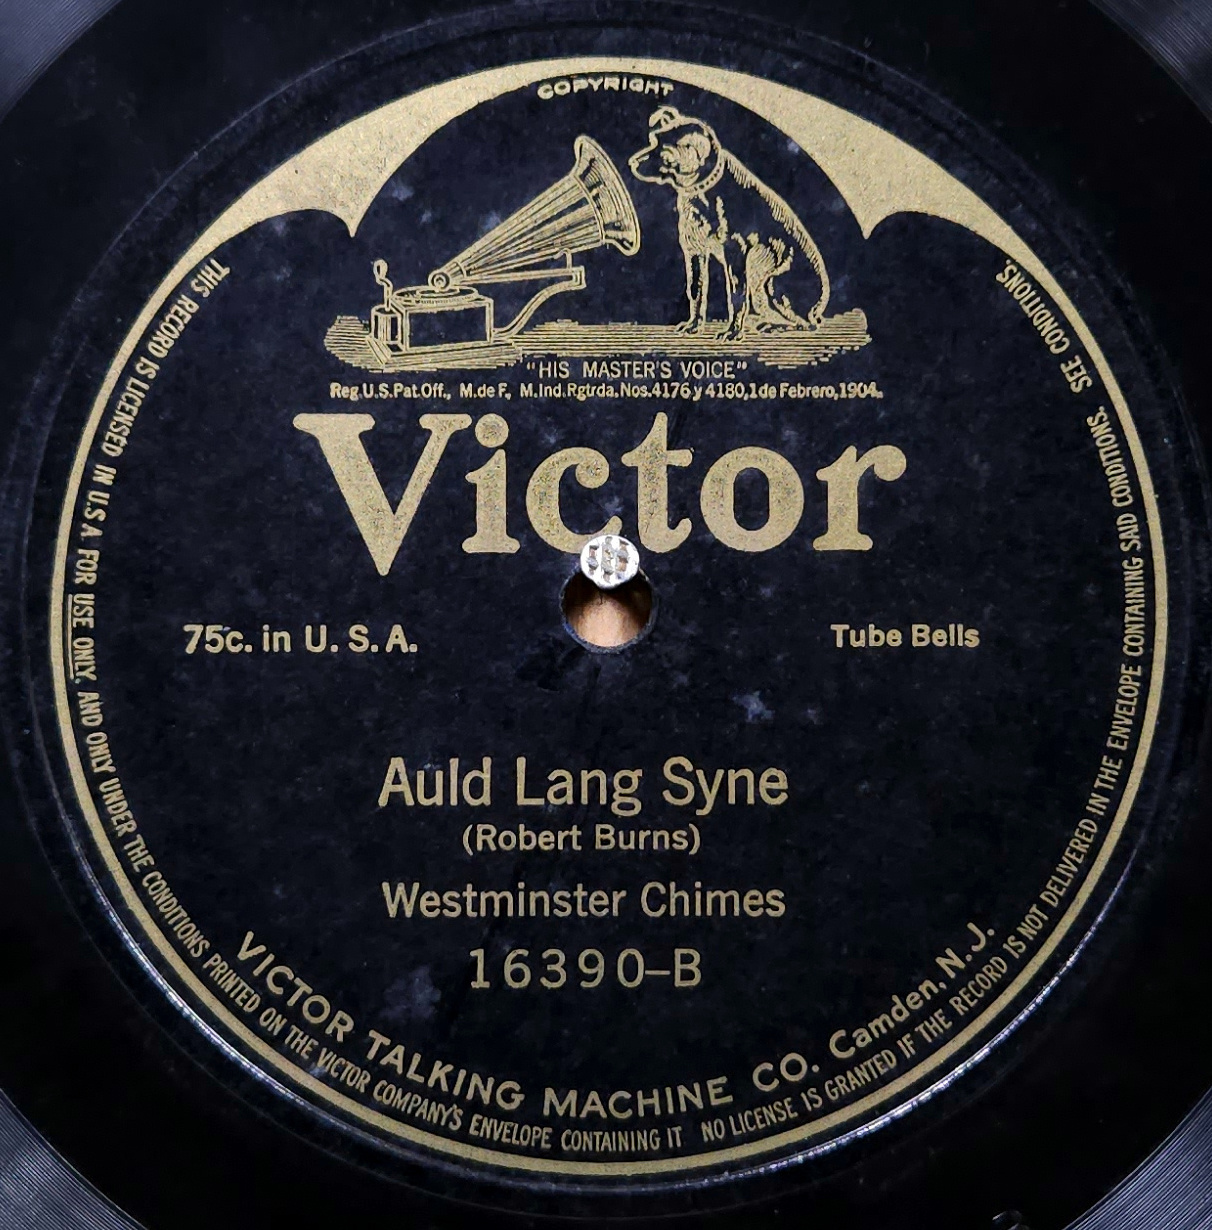 COPYRIGHT
"HIS MASTER'S VOICE"
Reg.U.S.Pat.Off., M.de F., M.Ind.Rgtrda.Nos.4176 y 4180,1 de Febrero,1904.
Victor
75c. in U. S. A.
Tube Bells
Auld Lang Syne
(Robert Burns)
Westminster Chimes
16390-B
VICTOR TALKING MACHINE CO. Camden, N. J.
THIS RECORD IS LICENSED IN U.S.A. FOR USE ONLY, AND ONLY UNDER THE CONDITIONS PRINTED ON THE VICTOR COMPANY'S ENVELOPE CONTAINING IT NO LICENSE IS GRANTED IF THE RECORD IS NOT DELIVERED IN THE ENVELOPE CONTAINING SAID CONDITIONS. SEE CONDITIONS.